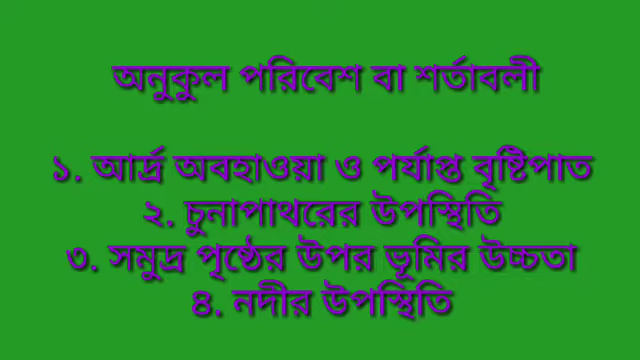 অনুকুল পরিবেশ বা শর্তাবলী
১. আর্দ্র অবহাওয়া ও পর্যাপ্ত বৃষ্টিপাত
২. চুনাপাথরের উপস্থিতি
৩. সমুদ্র পৃষ্ঠের উপর ভূমির উচ্চতা
৪. নদীর উপস্থিতি